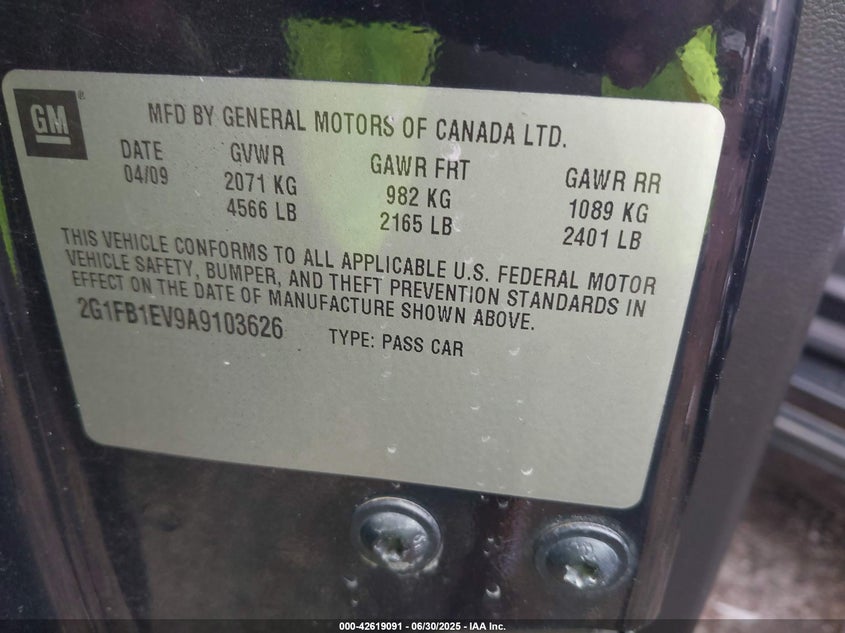 GM®
MFD BY GENERAL MOTORS OF CANADA LTD.
DATE GVWR GAWR FRT GAWR RR
04/09 2071 KG 982 KG 1089 KG
4566 LB 2165 LB 2401 LB
THIS VEHICLE CONFORMS TO ALL APPLICABLE U.S. FEDERAL MOTOR
VEHICLE SAFETY, BUMPER, AND THEFT PREVENTION STANDARDS IN
EFFECT ON THE DATE OF MANUFACTURE SHOWN ABOVE.
2G1FB1EV9A9103626 TYPE: PASS CAR
000-42619091 - 06/30/2025 - IAA Inc.